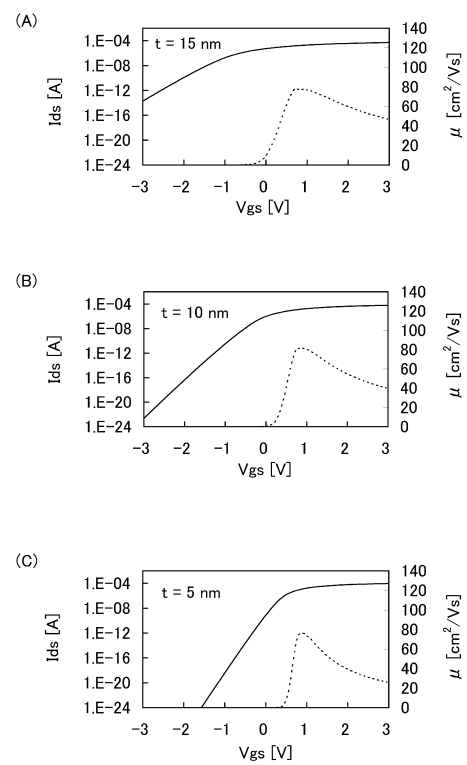 (A)
t = 15 nm
Ids [A]
1.E−04
1.E−08
1.E−12
1.E−16
1.E−20
1.E−24
140
120
100
80
60
40
20
0
μ [cm²/Vs]
−3 −2 −1 0 1 2 3
Vgs [V]
(B)
t = 10 nm
Ids [A]
1.E−04
1.E−08
1.E−12
1.E−16
1.E−20
1.E−24
140
120
100
80
60
40
20
0
μ [cm²/Vs]
−3 −2 −1 0 1 2 3
Vgs [V]
(C)
t = 5 nm
Ids [A]
1.E−04
1.E−08
1.E−12
1.E−16
1.E−20
1.E−24
140
120
100
80
60
40
20
0
μ [cm²/Vs]
−3 −2 −1 0 1 2 3
Vgs [V]